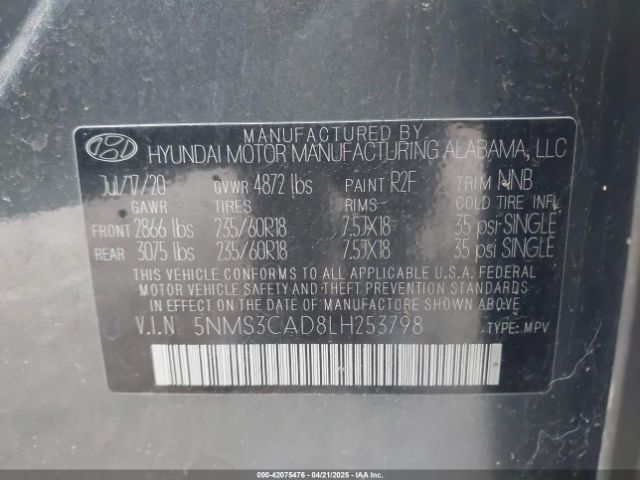 MANUFACTURED BY
HYUNDAI MOTOR MANUFACTURING ALABAMA, LLC
Jul/17/20 GVWR 4872 lbs PAINT R2F TRIM NNB
GAWR TIRES RIMS COLD TIRE INFL.
FRONT 2866 lbs 235/60R18 7.5JX18 35 psi SINGLE
REAR 3075 lbs 235/60R18 7.5JX18 35 psi SINGLE
THIS VEHICLE CONFORMS TO ALL APPLICABLE U.S.A. FEDERAL
MOTOR VEHICLE SAFETY AND THEFT PREVENTION STANDARDS
IN EFFECT ON THE DATE OF MANUFACTURE SHOWN ABOVE.
V.I.N 5NMS3CAD8LH253798 TYPE: MPV
000-42075476 - 04/21/2025 - IAAI.COM